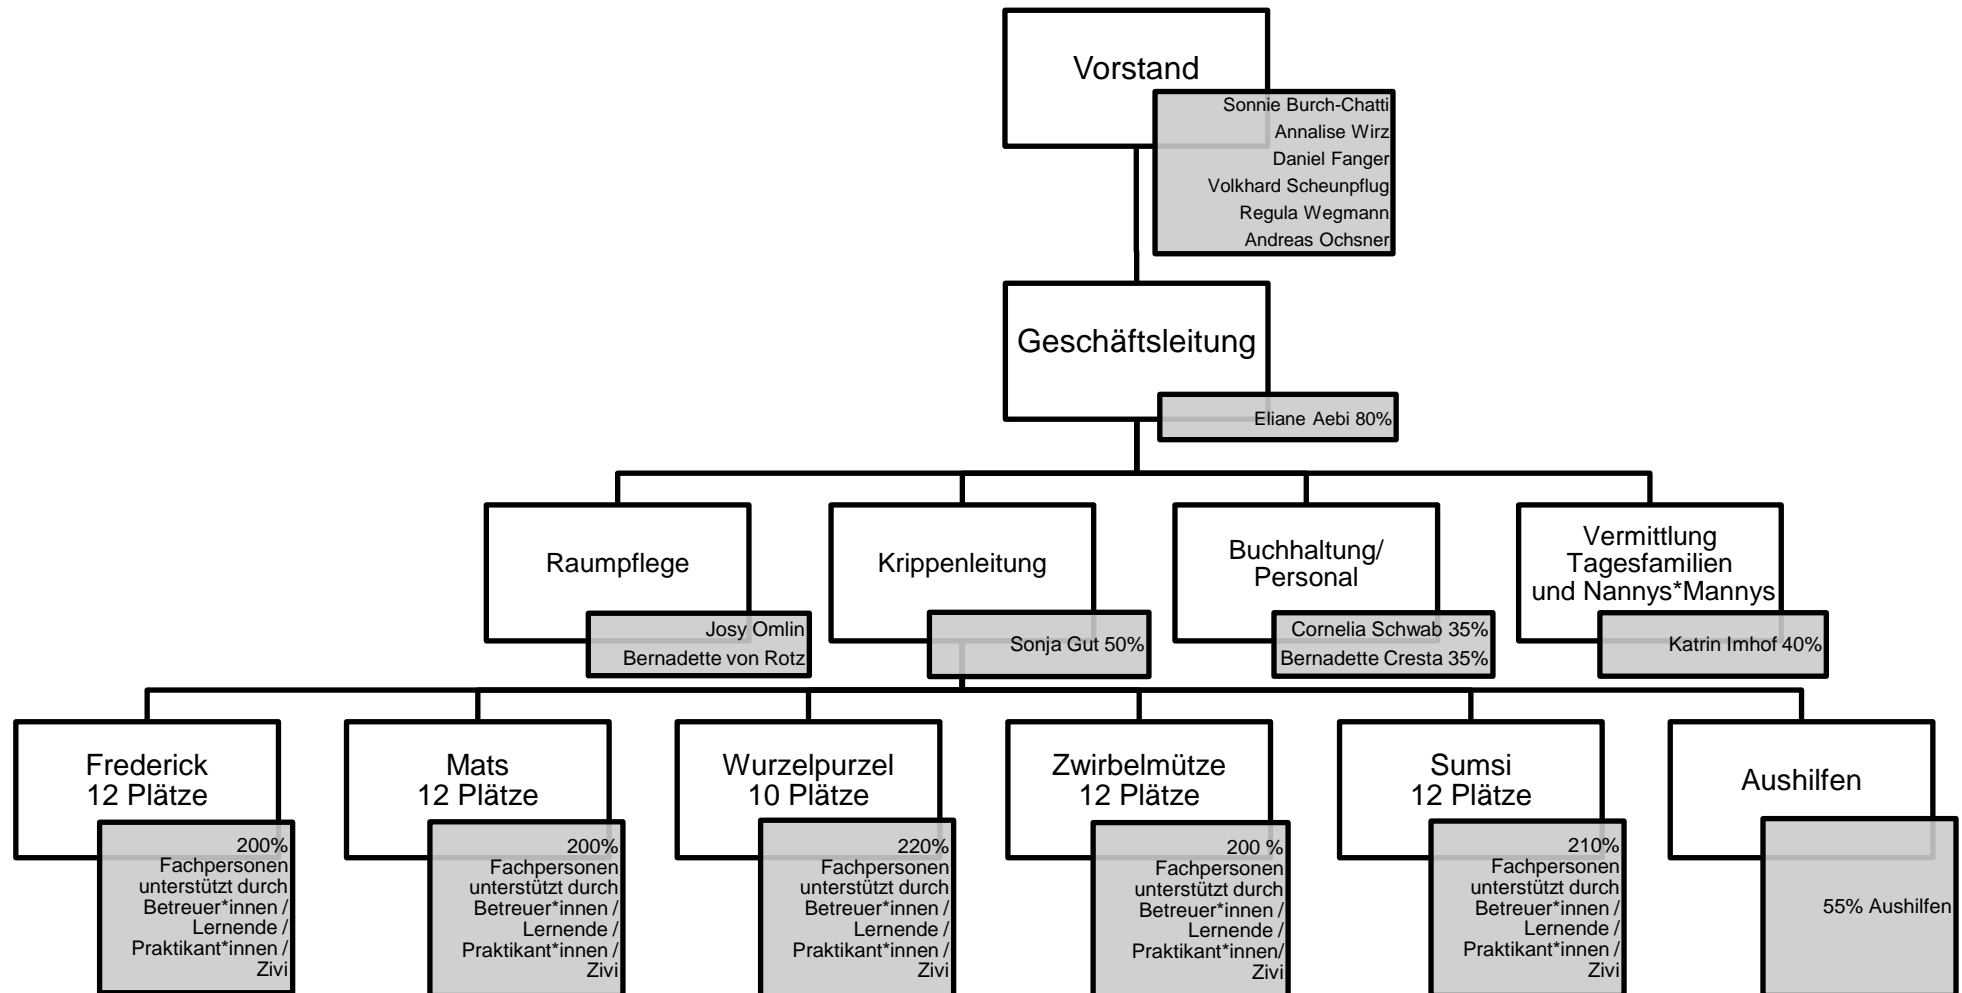 Vorstand
Sonnie Burch-Chatti
Annalise Wirz
Daniel Fanger
Volkhard Scheunpflug
Regula Wegmann
Andreas Ochsner
Geschäftsleitung
Eliane Aebi 80%
Raumpflege
Josy Omlin
Bernadette von Rotz
Krippenleitung
Sonja Gut 50%
Buchhaltung/
Personal
Cornelia Schwab 35%
Bernadette Cresta 35%
Vermittlung
Tagesfamilien
und Nannys*Mannys
Katrin Imhof 40%
Frederick
12 Plätze
200%
Fachpersonen
unterstützt durch
Betreuer*innen /
Lernende /
Praktikant*innen /
Zivi
Mats
12 Plätze
200%
Fachpersonen
unterstützt durch
Betreuer*innen /
Lernende /
Praktikant*innen /
Zivi
Wurzelpurzel
10 Plätze
220%
Fachpersonen
unterstützt durch
Betreuer*innen /
Lernende /
Praktikant*innen /
Zivi
Zwirbelmütze
12 Plätze
200 %
Fachpersonen
unterstützt durch
Betreuer*innen /
Lernende /
Praktikant*innen/
Zivi
Sumsi
12 Plätze
210%
Fachpersonen
unterstützt durch
Betreuer*innen /
Lernende /
Praktikant*innen /
Zivi
Aushilfen
55% Aushilfen